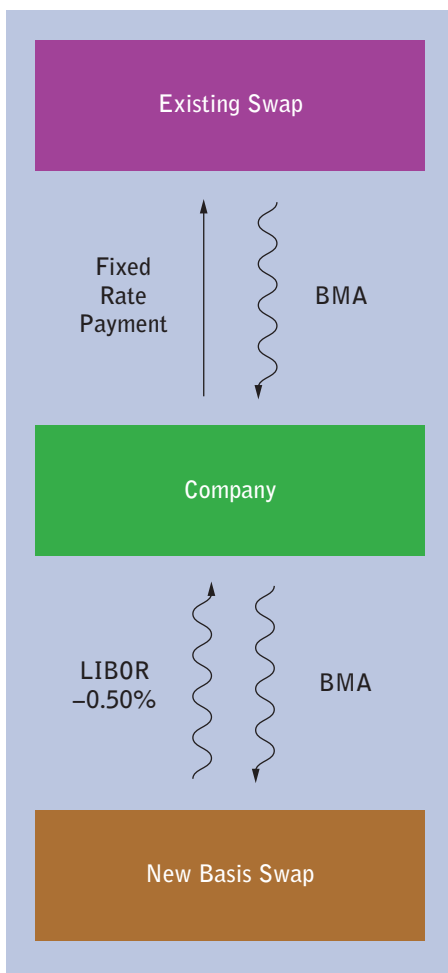 Existing Swap
Fixed
Rate
Payment
BMA
Company
LIBOR
–0.50%
BMA
New Basis Swap